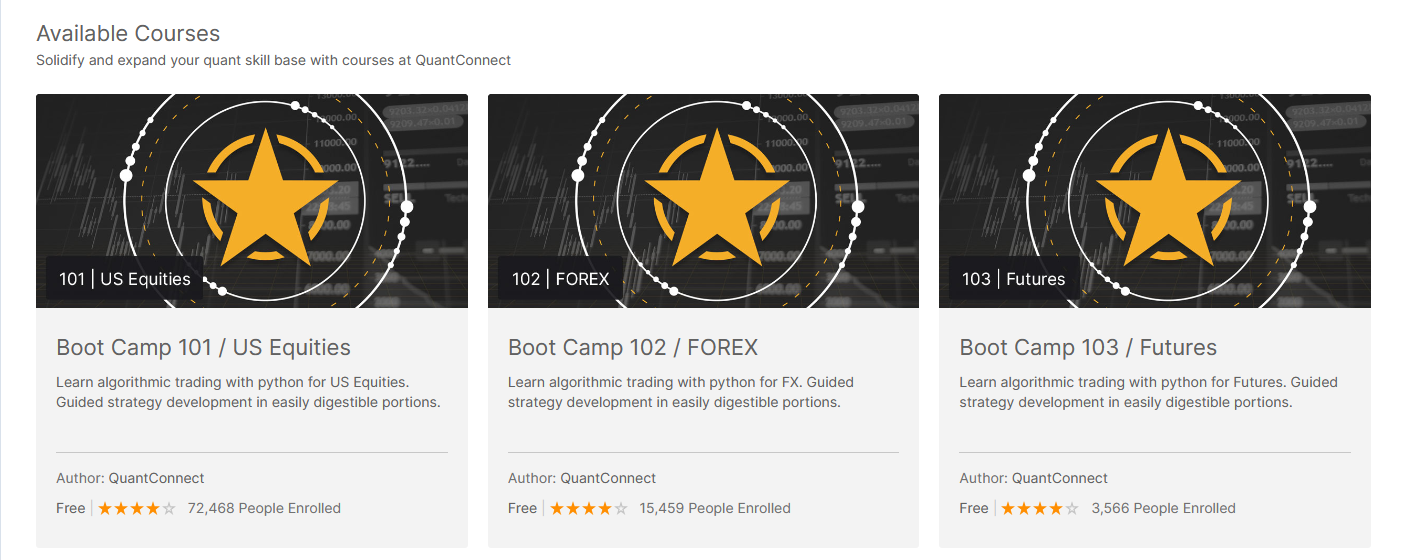 Available Courses
Solidify and expand your quant skill base with courses at QuantConnect
101 | US Equities
Boot Camp 101 / US Equities
Learn algorithmic trading with python for US Equities.
Guided strategy development in easily digestible portions.
Author: QuantConnect
Free | 72,468 People Enrolled
102 | FOREX
Boot Camp 102 / FOREX
Learn algorithmic trading with python for FX. Guided
strategy development in easily digestible portions.
Author: QuantConnect
Free | 15,459 People Enrolled
103 | Futures
Boot Camp 103 / Futures
Learn algorithmic trading with python for Futures. Guided
strategy development in easily digestible portions.
Author: QuantConnect
Free | 3,566 People Enrolled